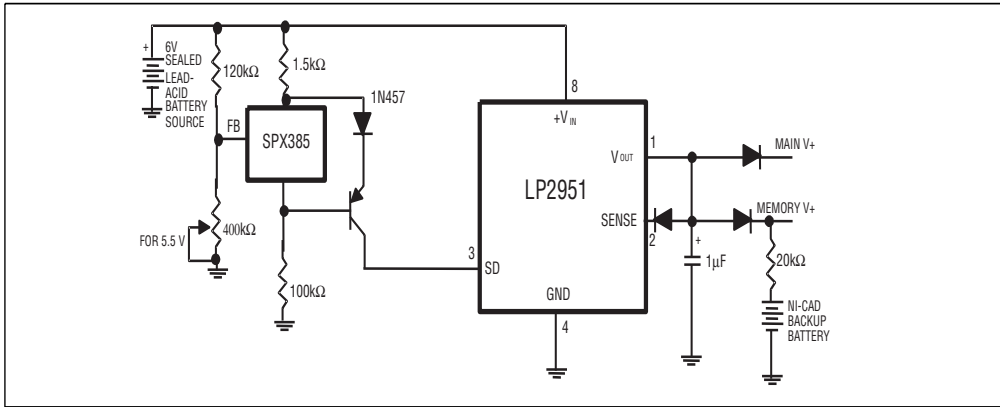 +
6V
SEALED
LEAD-
ACID
BATTERY
SOURCE
120kΩ
1.5kΩ
1N457
FB
SPX385
FOR 5.5 V
400kΩ
100kΩ
8
+VIN
1
VOUT
MAIN V+
LP2951
SENSE
MEMORY V+
2
3
SD
+
1μF
20kΩ
GND
4
NI-CAD
BACKUP
BATTERY